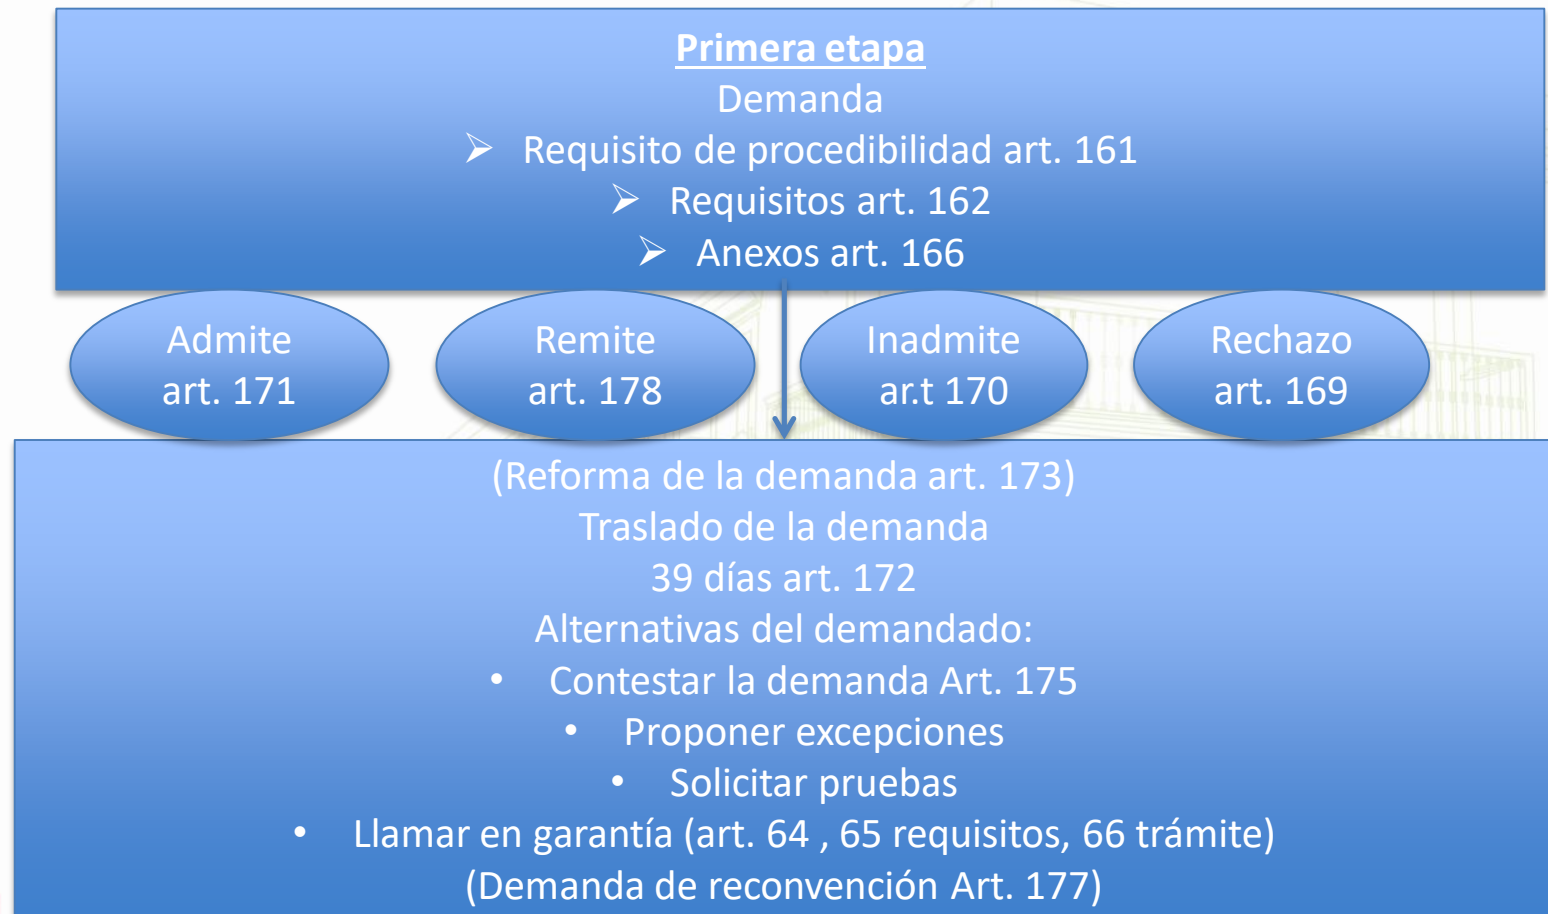 Primera etapa
Demanda
➢ Requisito de procedibilidad art. 161
➢ Requisitos art. 162
➢ Anexos art. 166
Admite
art. 171
Remite
art. 178
Inadmite
ar.t 170
Rechazo
art. 169
(Reforma de la demanda art. 173)
Traslado de la demanda
39 días art. 172
Alternativas del demandado:
• Contestar la demanda Art. 175
• Proponer excepciones
• Solicitar pruebas
• Llamar en garantía (art. 64 , 65 requisitos, 66 trámite)
(Demanda de reconvención Art. 177)